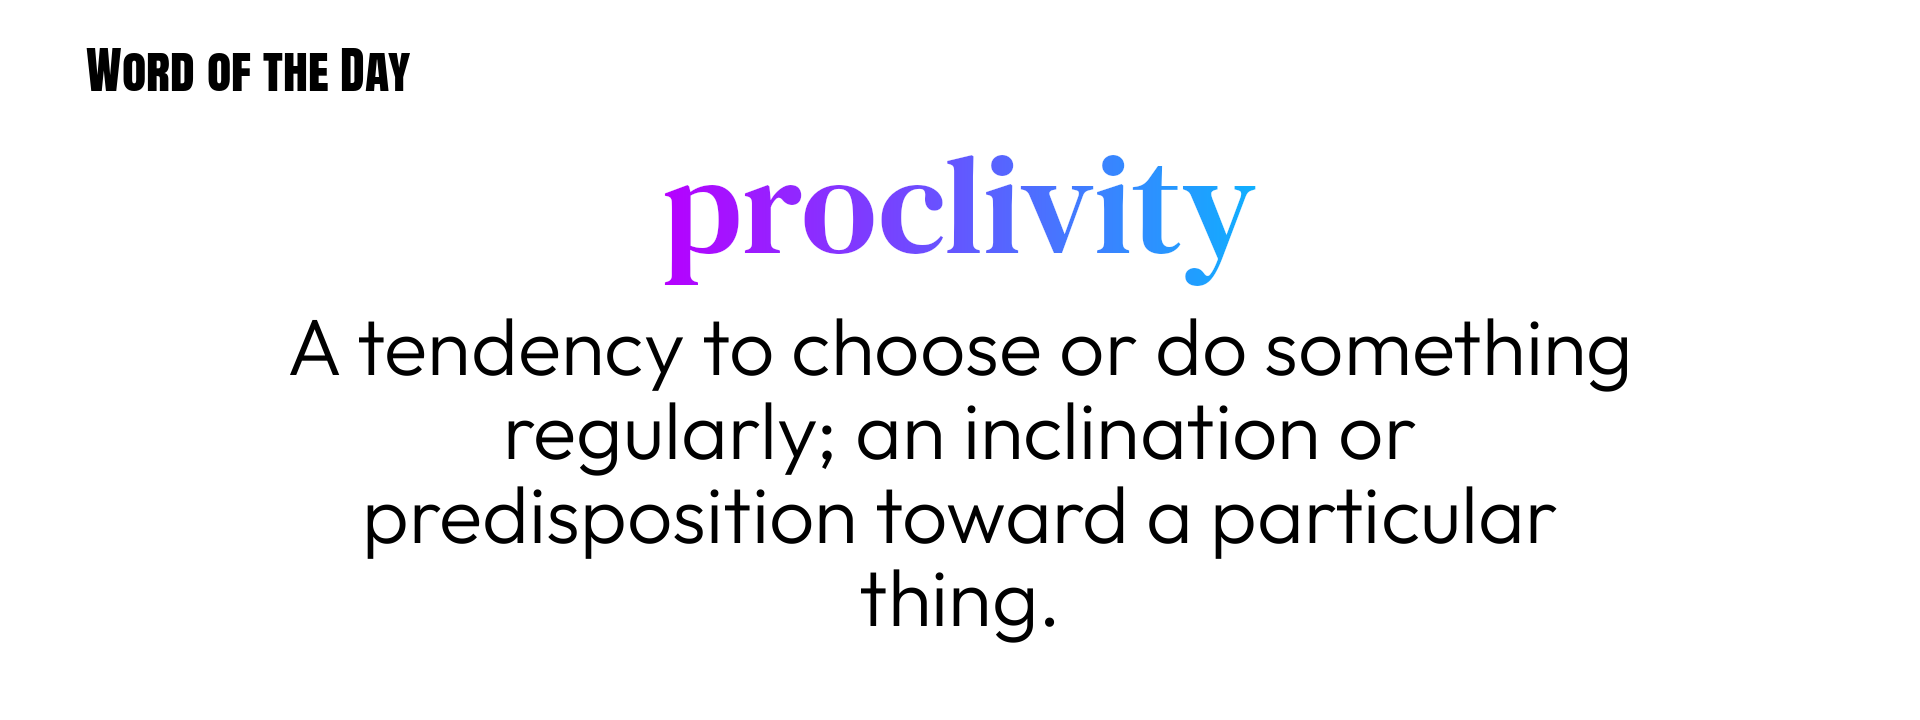 Word of the Day
proclivity
A tendency to choose or do something
regularly; an inclination or
predisposition toward a particular
thing.